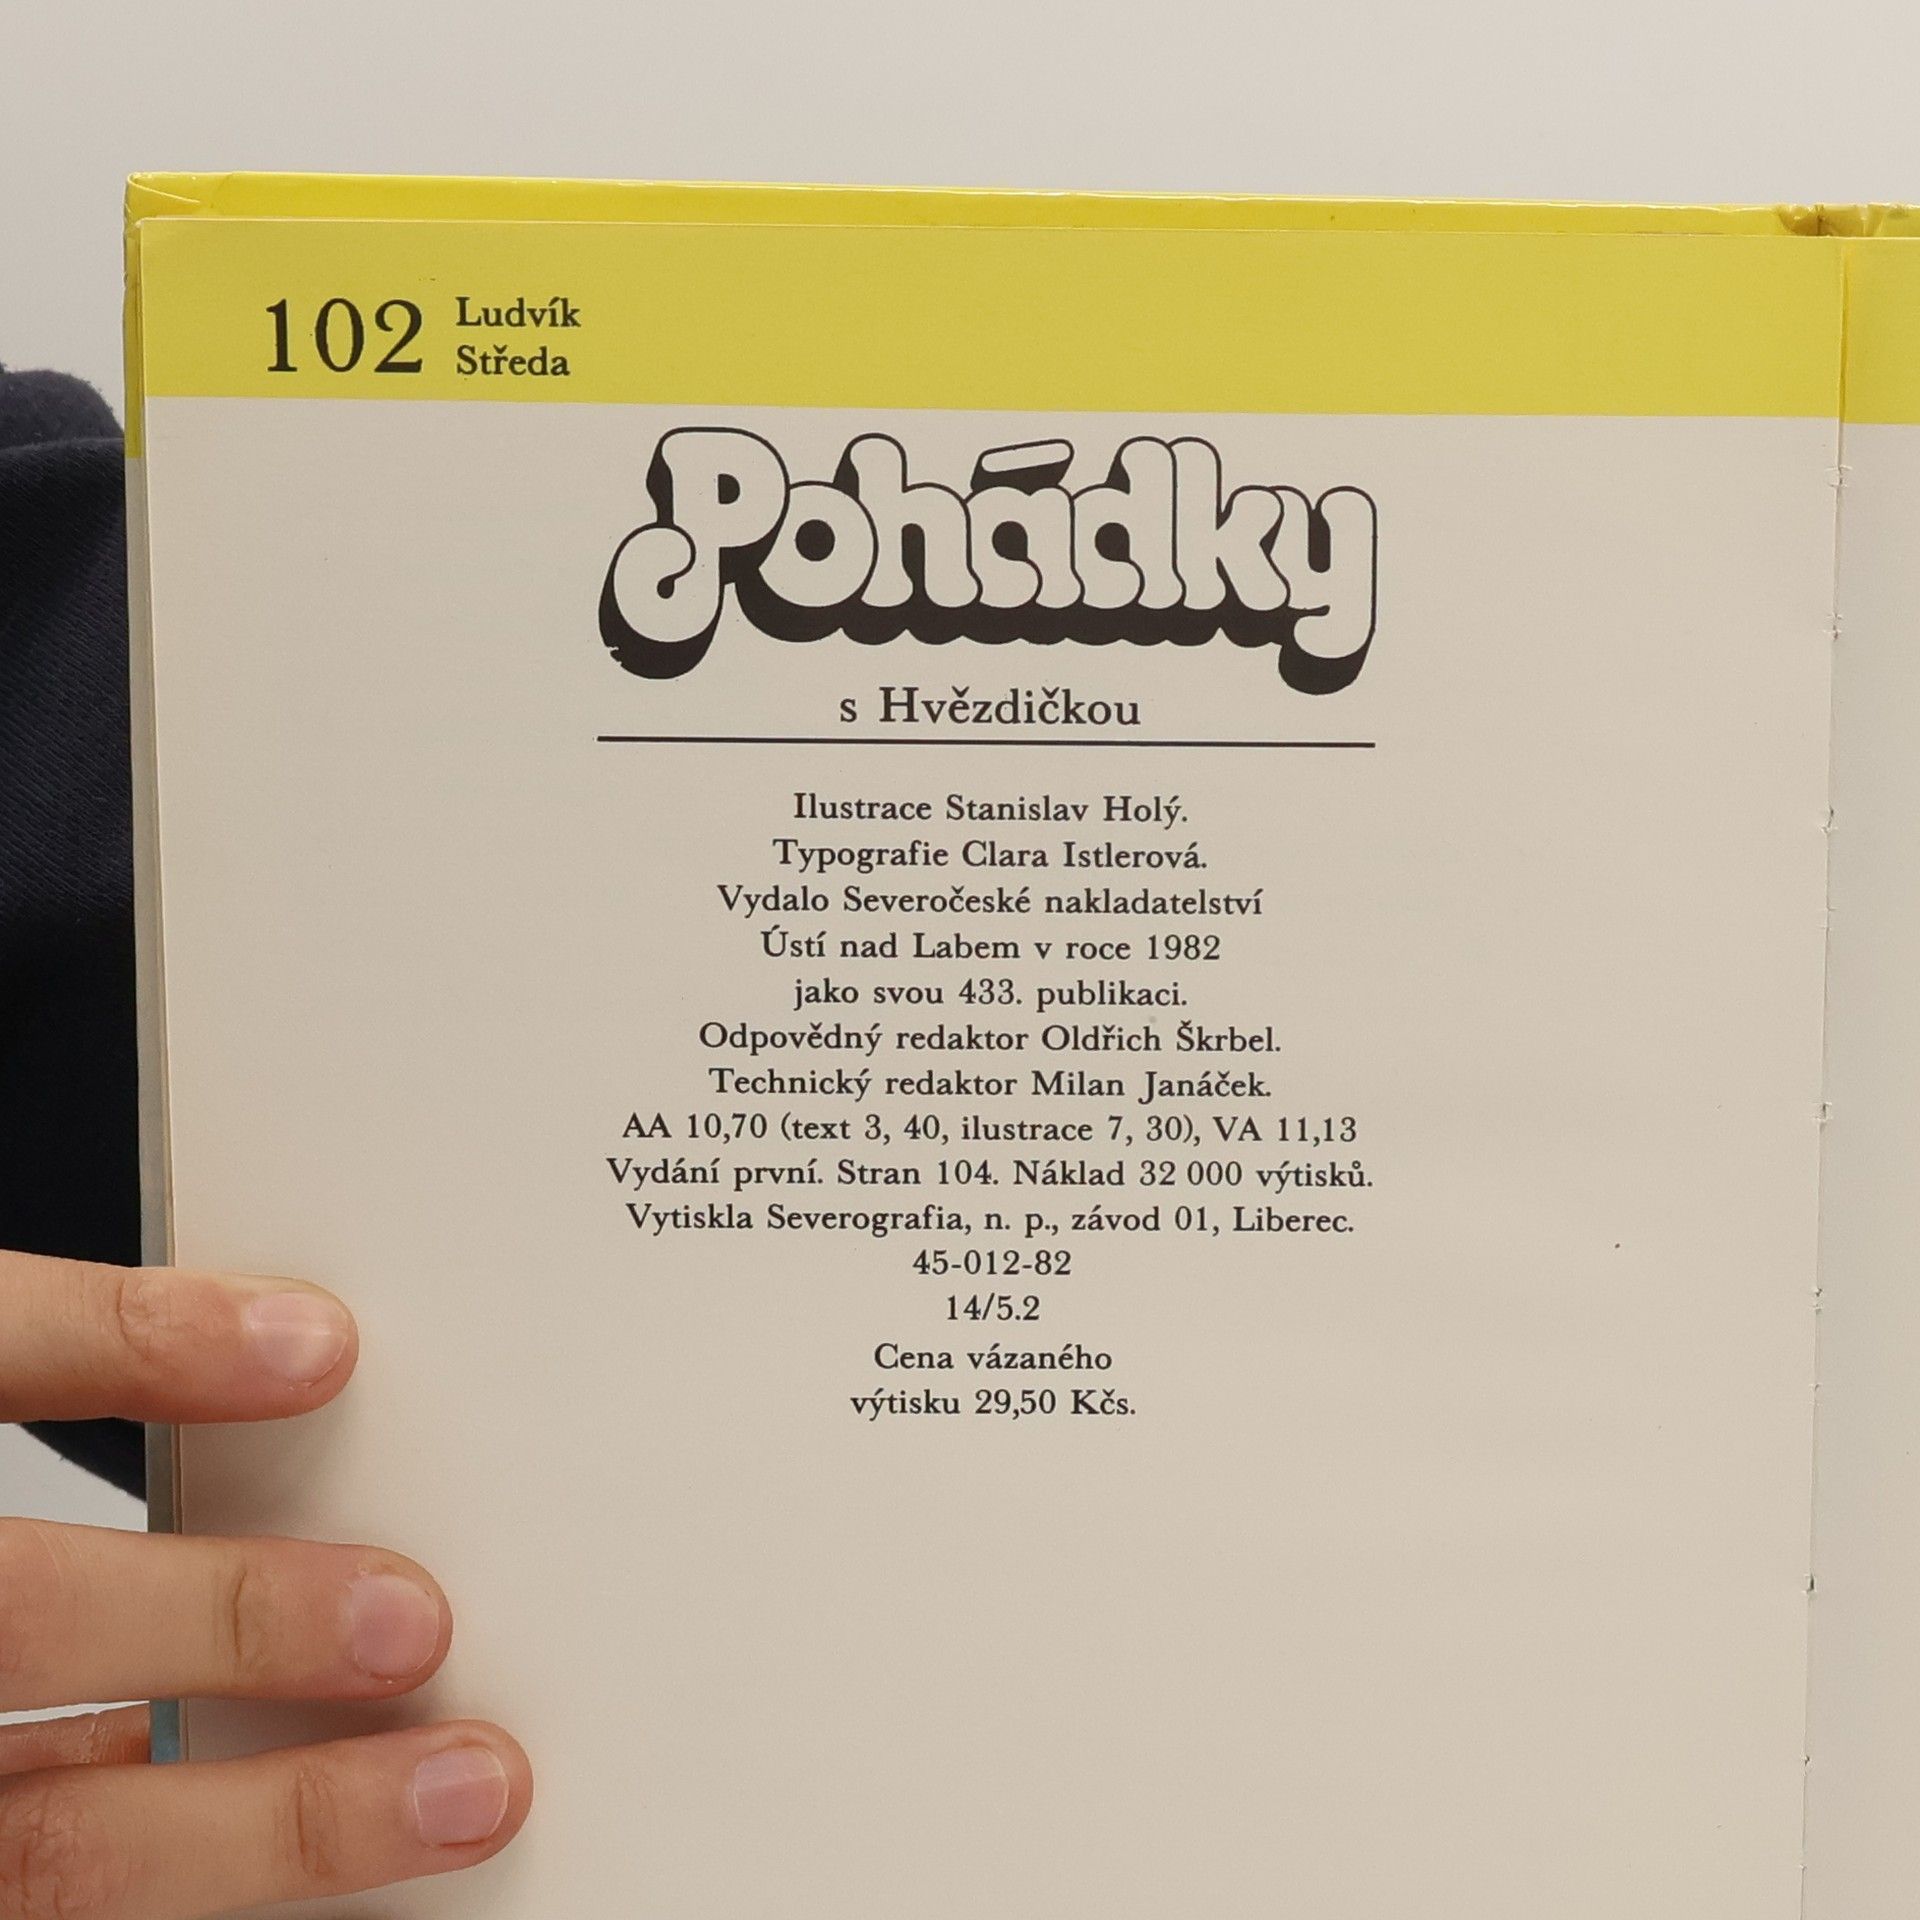 102 Ludvík
Středa
Pohádky
s Hvězdičkou
Ilustrace Stanislav Holý.
Typografie Clara Istlerová.
Vydalo Severočeské nakladatelství
Ústí nad Labem v roce 1982
jako svou 433. publikaci.
Odpovědný redaktor Oldřich Škrbel.
Technický redaktor Milan Janáček.
AA 10,70 (text 3, 40, ilustrace 7, 30), VA 11,13
Vydání první. Stran 104. Náklad 32 000 výtisků.
Vytiskla Severografia, n. p., závod 01, Liberec.
45-012-82
14/5.2
Cena vázaného
výtisku 29,50 Kčs.